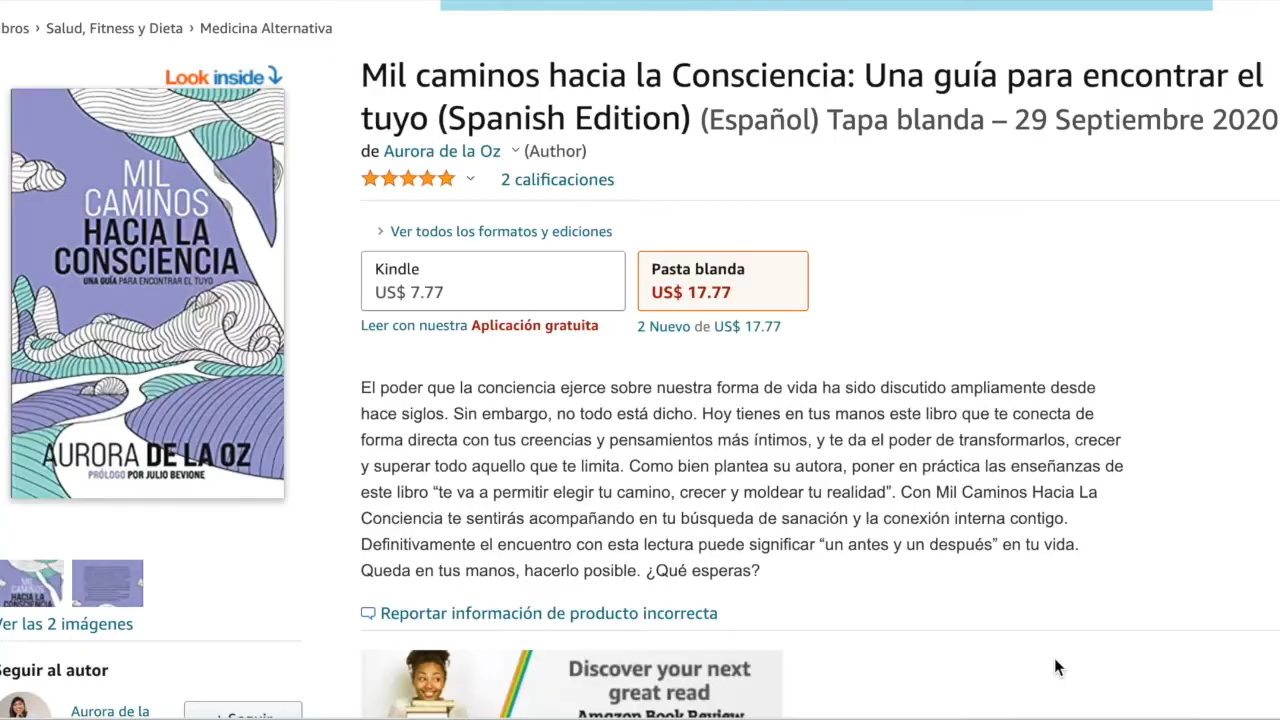 bros › Salud, Fitness y Dieta › Medicina Alternativa
Look inside
MIL
CAMINOS
HACIA LA
CONSCIENCIA
UNA GUÍA PARA ENCONTRAR EL TUYO
AURORA DE LA OZ
PRÓLOGO POR JULIO BEVIONE
Ver las 2 imágenes
Seguir al autor
Aurora de la
Seguir
Mil caminos hacia la Consciencia: Una guía para encontrar el
tuyo (Spanish Edition) (Español) Tapa blanda – 29 Septiembre 2020
de Aurora de la Oz (Author)
2 calificaciones
› Ver todos los formatos y ediciones
Kindle
US$ 7.77
Leer con nuestra Aplicación gratuita
Pasta blanda
US$ 17.77
2 Nuevo de US$ 17.77
El poder que la conciencia ejerce sobre nuestra forma de vida ha sido discutido ampliamente desde
hace siglos. Sin embargo, no todo está dicho. Hoy tienes en tus manos este libro que te conecta de
forma directa con tus creencias y pensamientos más íntimos, y te da el poder de transformarlos, crecer
y superar todo aquello que te limita. Como bien plantea su autora, poner en práctica las enseñanzas de
este libro “te va a permitir elegir tu camino, crecer y moldear tu realidad”. Con Mil Caminos Hacia La
Conciencia te sentirás acompañando en tu búsqueda de sanación y la conexión interna contigo.
Definitivamente el encuentro con esta lectura puede significar “un antes y un después” en tu vida.
Queda en tus manos, hacerlo posible. ¿Qué esperas?
Reportar información de producto incorrecta
Discover your next
great read
Amazon Book Review